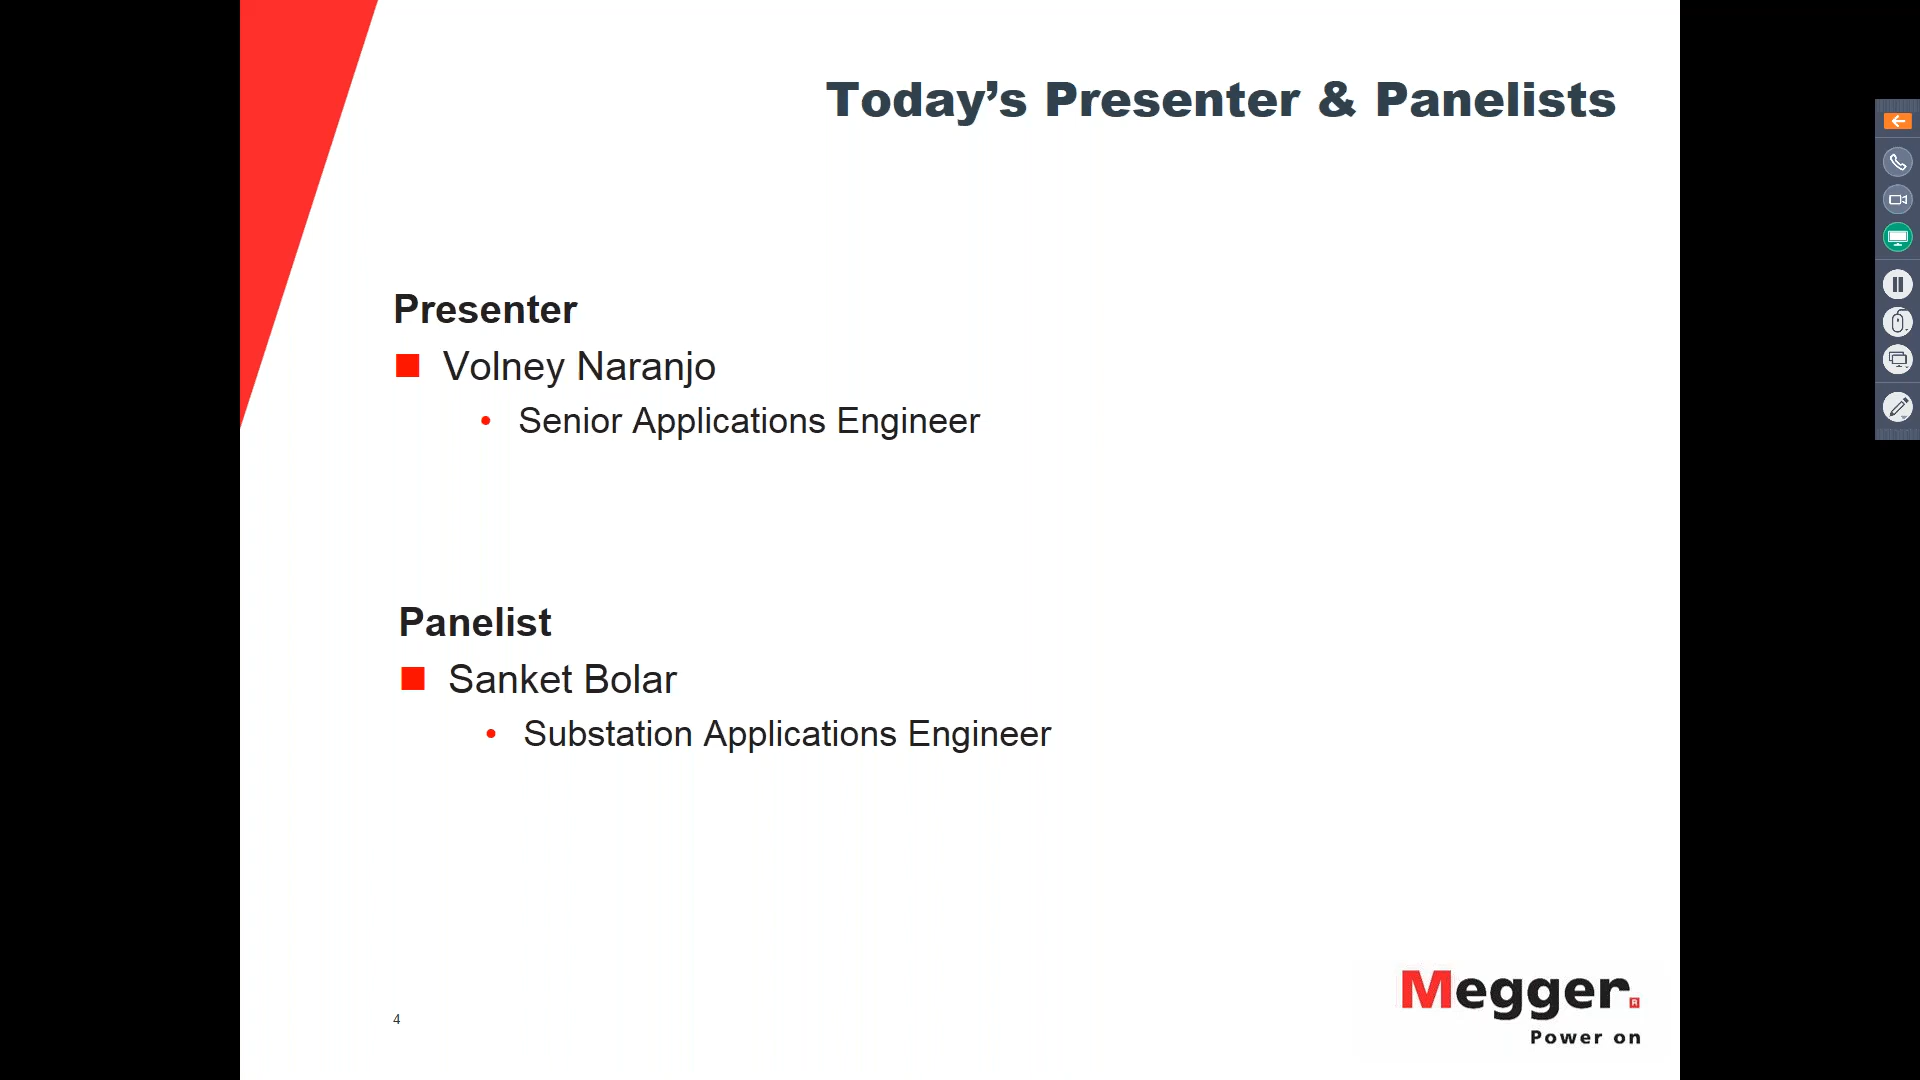 Today’s Presenter & Panelists
Presenter
Volney Naranjo
Senior Applications Engineer
Panelist
Sanket Bolar
Substation Applications Engineer
4
Megger.
R
Power on